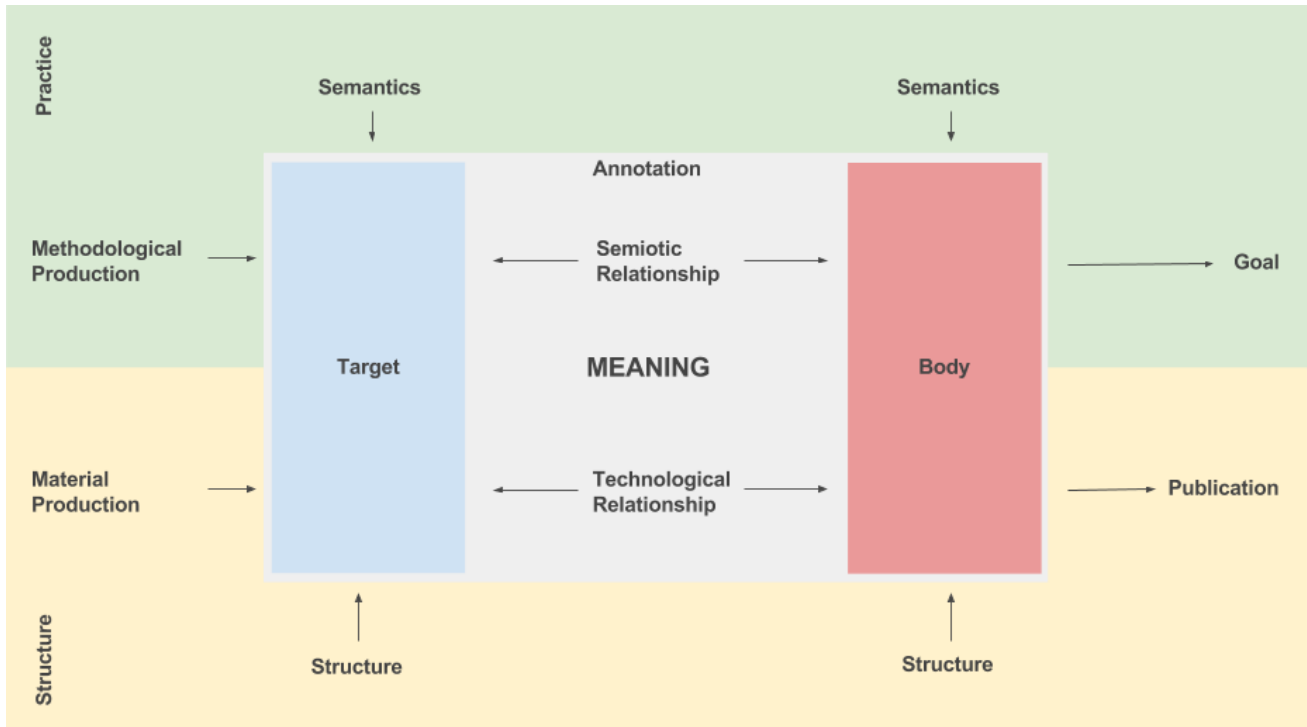 Practice
Semantics
Semantics
Annotation
Methodological
Production
Semiotic
Relationship
Goal
Target
MEANING
Body
Material
Production
Technological
Relationship
Publication
Structure
Structure
Structure